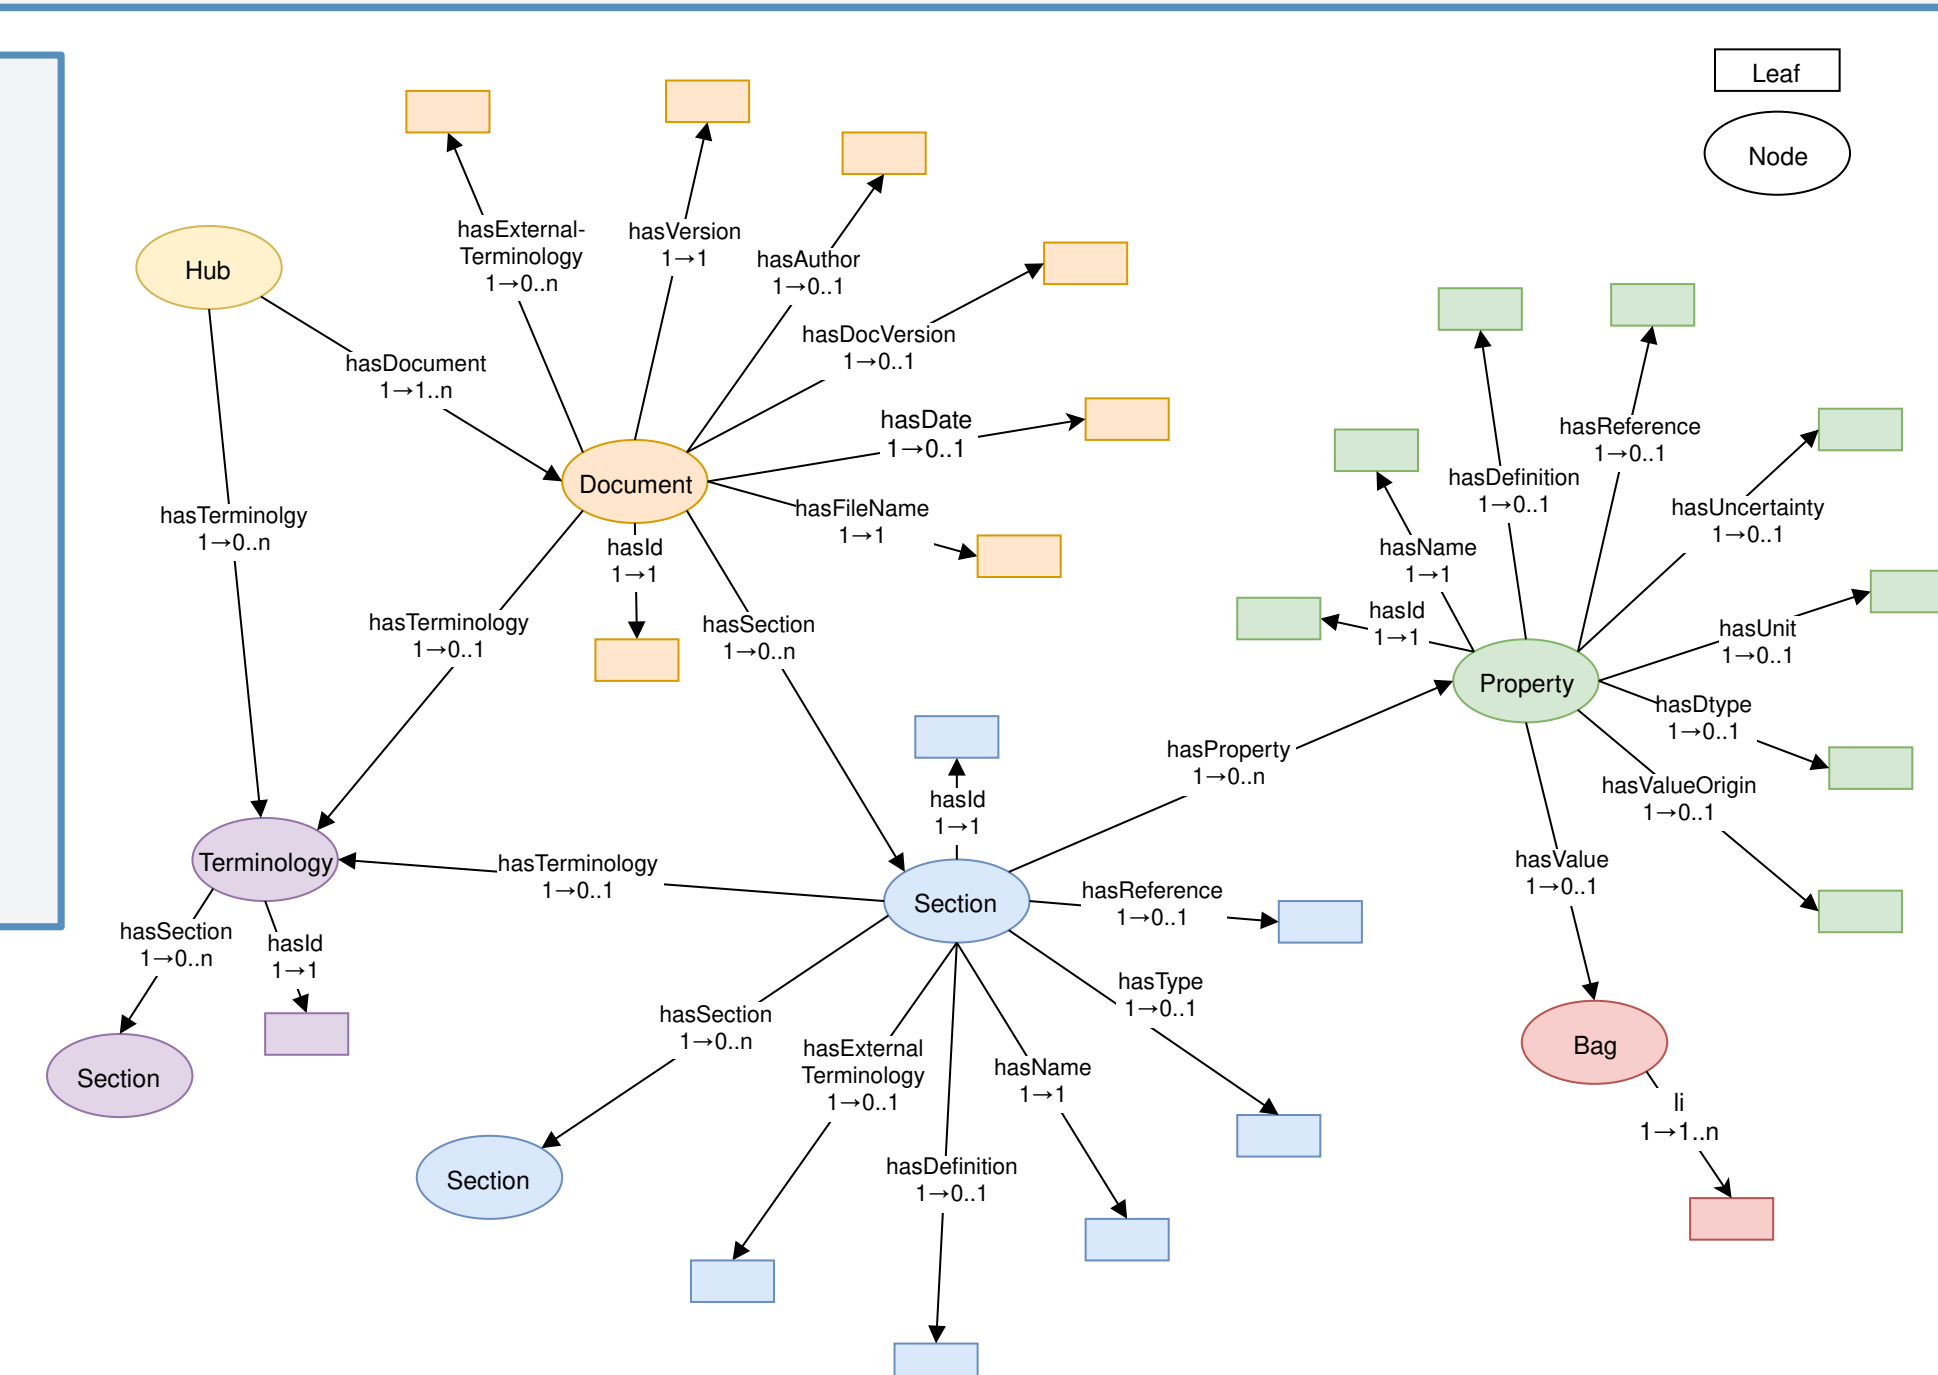 Leaf
Node
hasExternal-
Terminology
1→0..n
hasVersion
1→1
hasAuthor
1→0..1
Hub
hasDocVersion
1→0..1
hasDocument
1→1..n
hasDate
1→0..1
hasReference
1→0..1
Document
hasDefinition
1→0..1
hasFileName
1→1
hasUncertainty
1→0..1
hasTerminolgy
1→0..n
hasId
1→1
hasName
1→1
hasTerminology
1→0..1
hasSection
1→0..n
hasId
1→1
hasUnit
1→0..1
Property
hasDtype
1→0..1
hasProperty
1→0..n
hasValueOrigin
1→0..1
hasId
1→1
Terminology
hasTerminology
1→0..1
hasValue
1→0..1
Section
hasReference
1→0..1
hasSection
1→0..n
hasId
1→1
hasType
1→0..1
hasSection
1→0..n
hasExternal
Terminology
1→0..1
hasName
1→1
Bag
Section
li
1→1..n
hasDefinition
1→0..1
Section